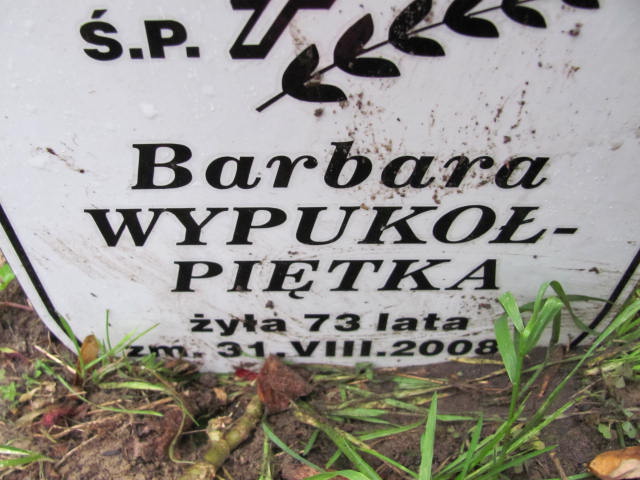 Ś.P.
Barbara
WYPUKOŁ-
PIĘTKA
żyła 73 lata
zm. 31.VIII.2008